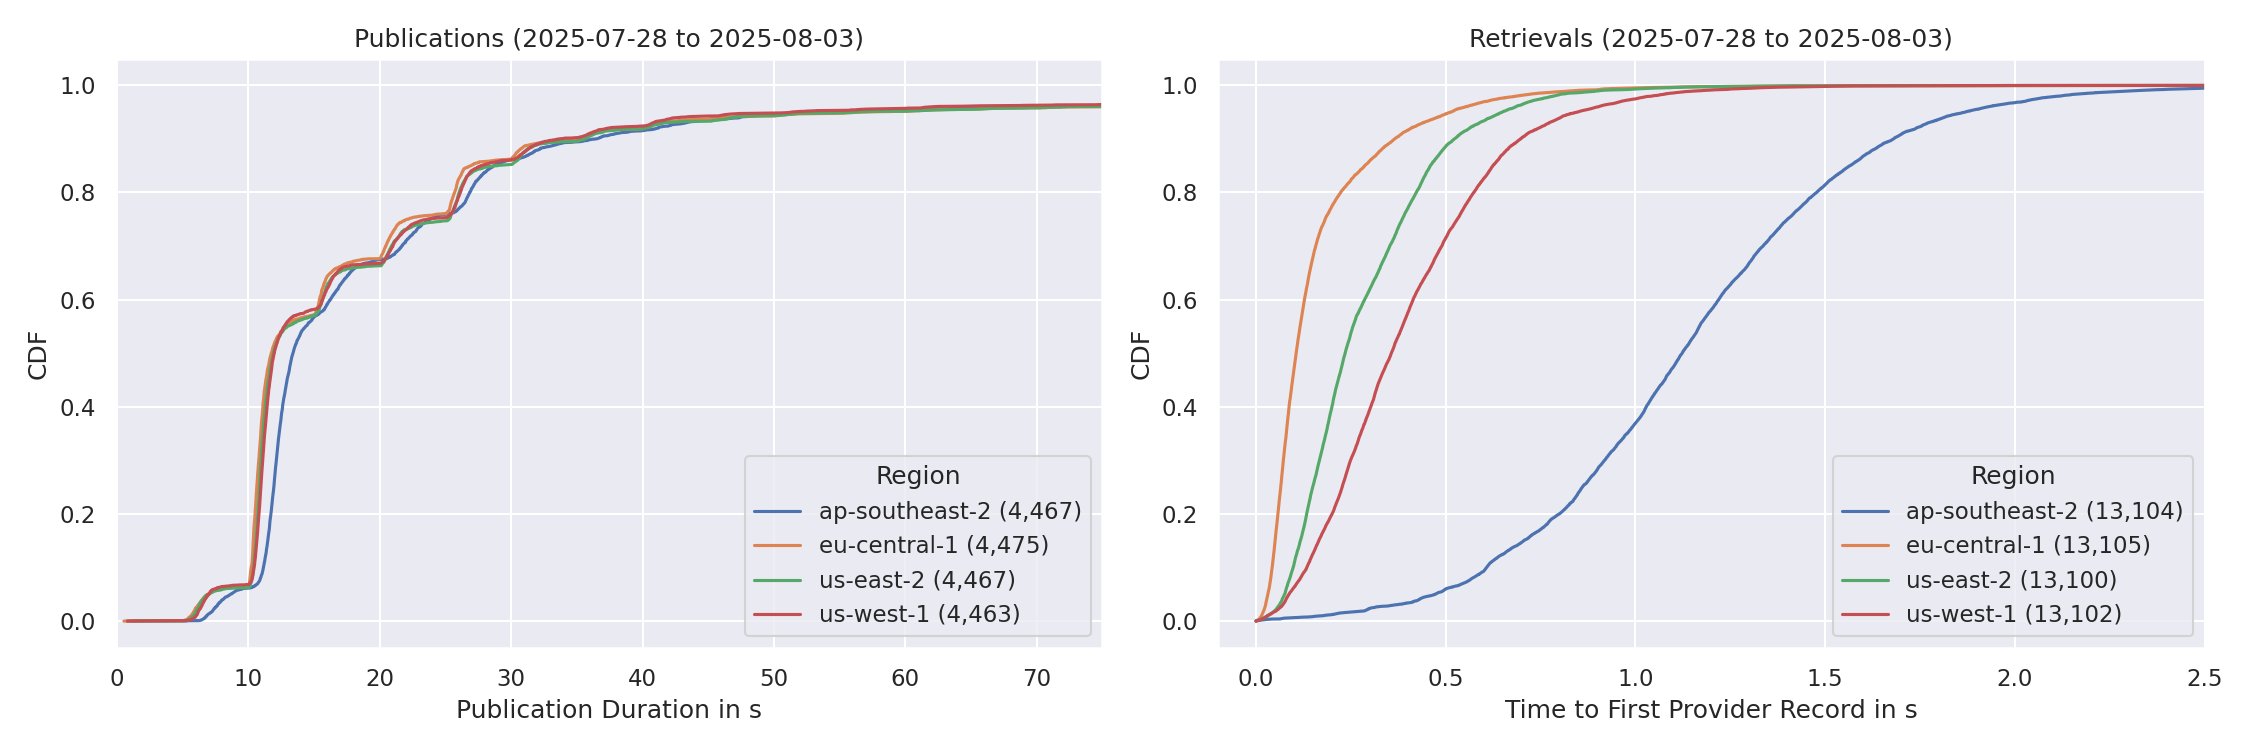 Publications (2025-07-28 to 2025-08-03)
1.0
0.8
0.6
0.4
0.2
0.0
CDF
0 10 20 30 40 50 60 70
Publication Duration in s
Region
ap-southeast-2 (4,467)
eu-central-1 (4,475)
us-east-2 (4,467)
us-west-1 (4,463)
Retrievals (2025-07-28 to 2025-08-03)
1.0
0.8
0.6
0.4
0.2
0.0
CDF
0.0 0.5 1.0 1.5 2.0 2.5
Time to First Provider Record in s
Region
ap-southeast-2 (13,104)
eu-central-1 (13,105)
us-east-2 (13,100)
us-west-1 (13,102)